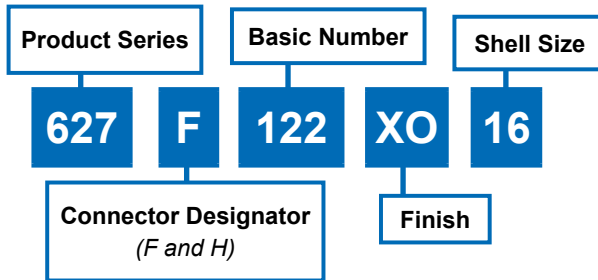 Product Series
Basic Number
Shell Size
627 F 122 XO 16
Connector Designator
(F and H)
Finish